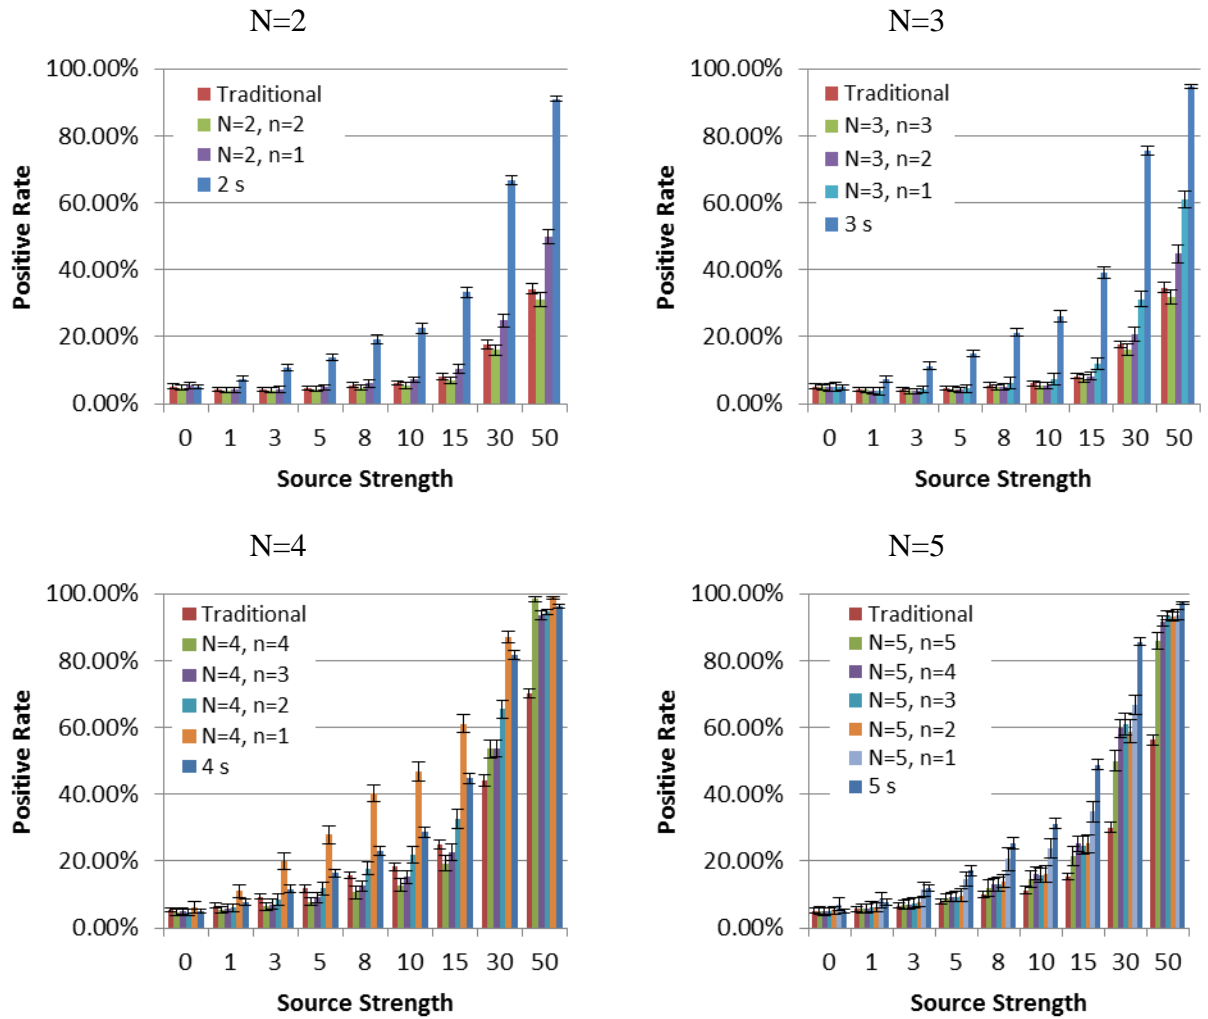 N=2
100.00%
80.00%
60.00%
40.00%
20.00%
0.00%
Positive Rate
Traditional
N=2, n=2
N=2, n=1
2 s
0 1 3 5 8 10 15 30 50
Source Strength
N=3
100.00%
80.00%
60.00%
40.00%
20.00%
0.00%
Positive Rate
Traditional
N=3, n=3
N=3, n=2
N=3, n=1
3 s
0 1 3 5 8 10 15 30 50
Source Strength
N=4
100.00%
80.00%
60.00%
40.00%
20.00%
0.00%
Positive Rate
Traditional
N=4, n=4
N=4, n=3
N=4, n=2
N=4, n=1
4 s
0 1 3 5 8 10 15 30 50
Source Strength
N=5
100.00%
80.00%
60.00%
40.00%
20.00%
0.00%
Positive Rate
Traditional
N=5, n=5
N=5, n=4
N=5, n=3
N=5, n=2
N=5, n=1
5 s
0 1 3 5 8 10 15 30 50
Source Strength